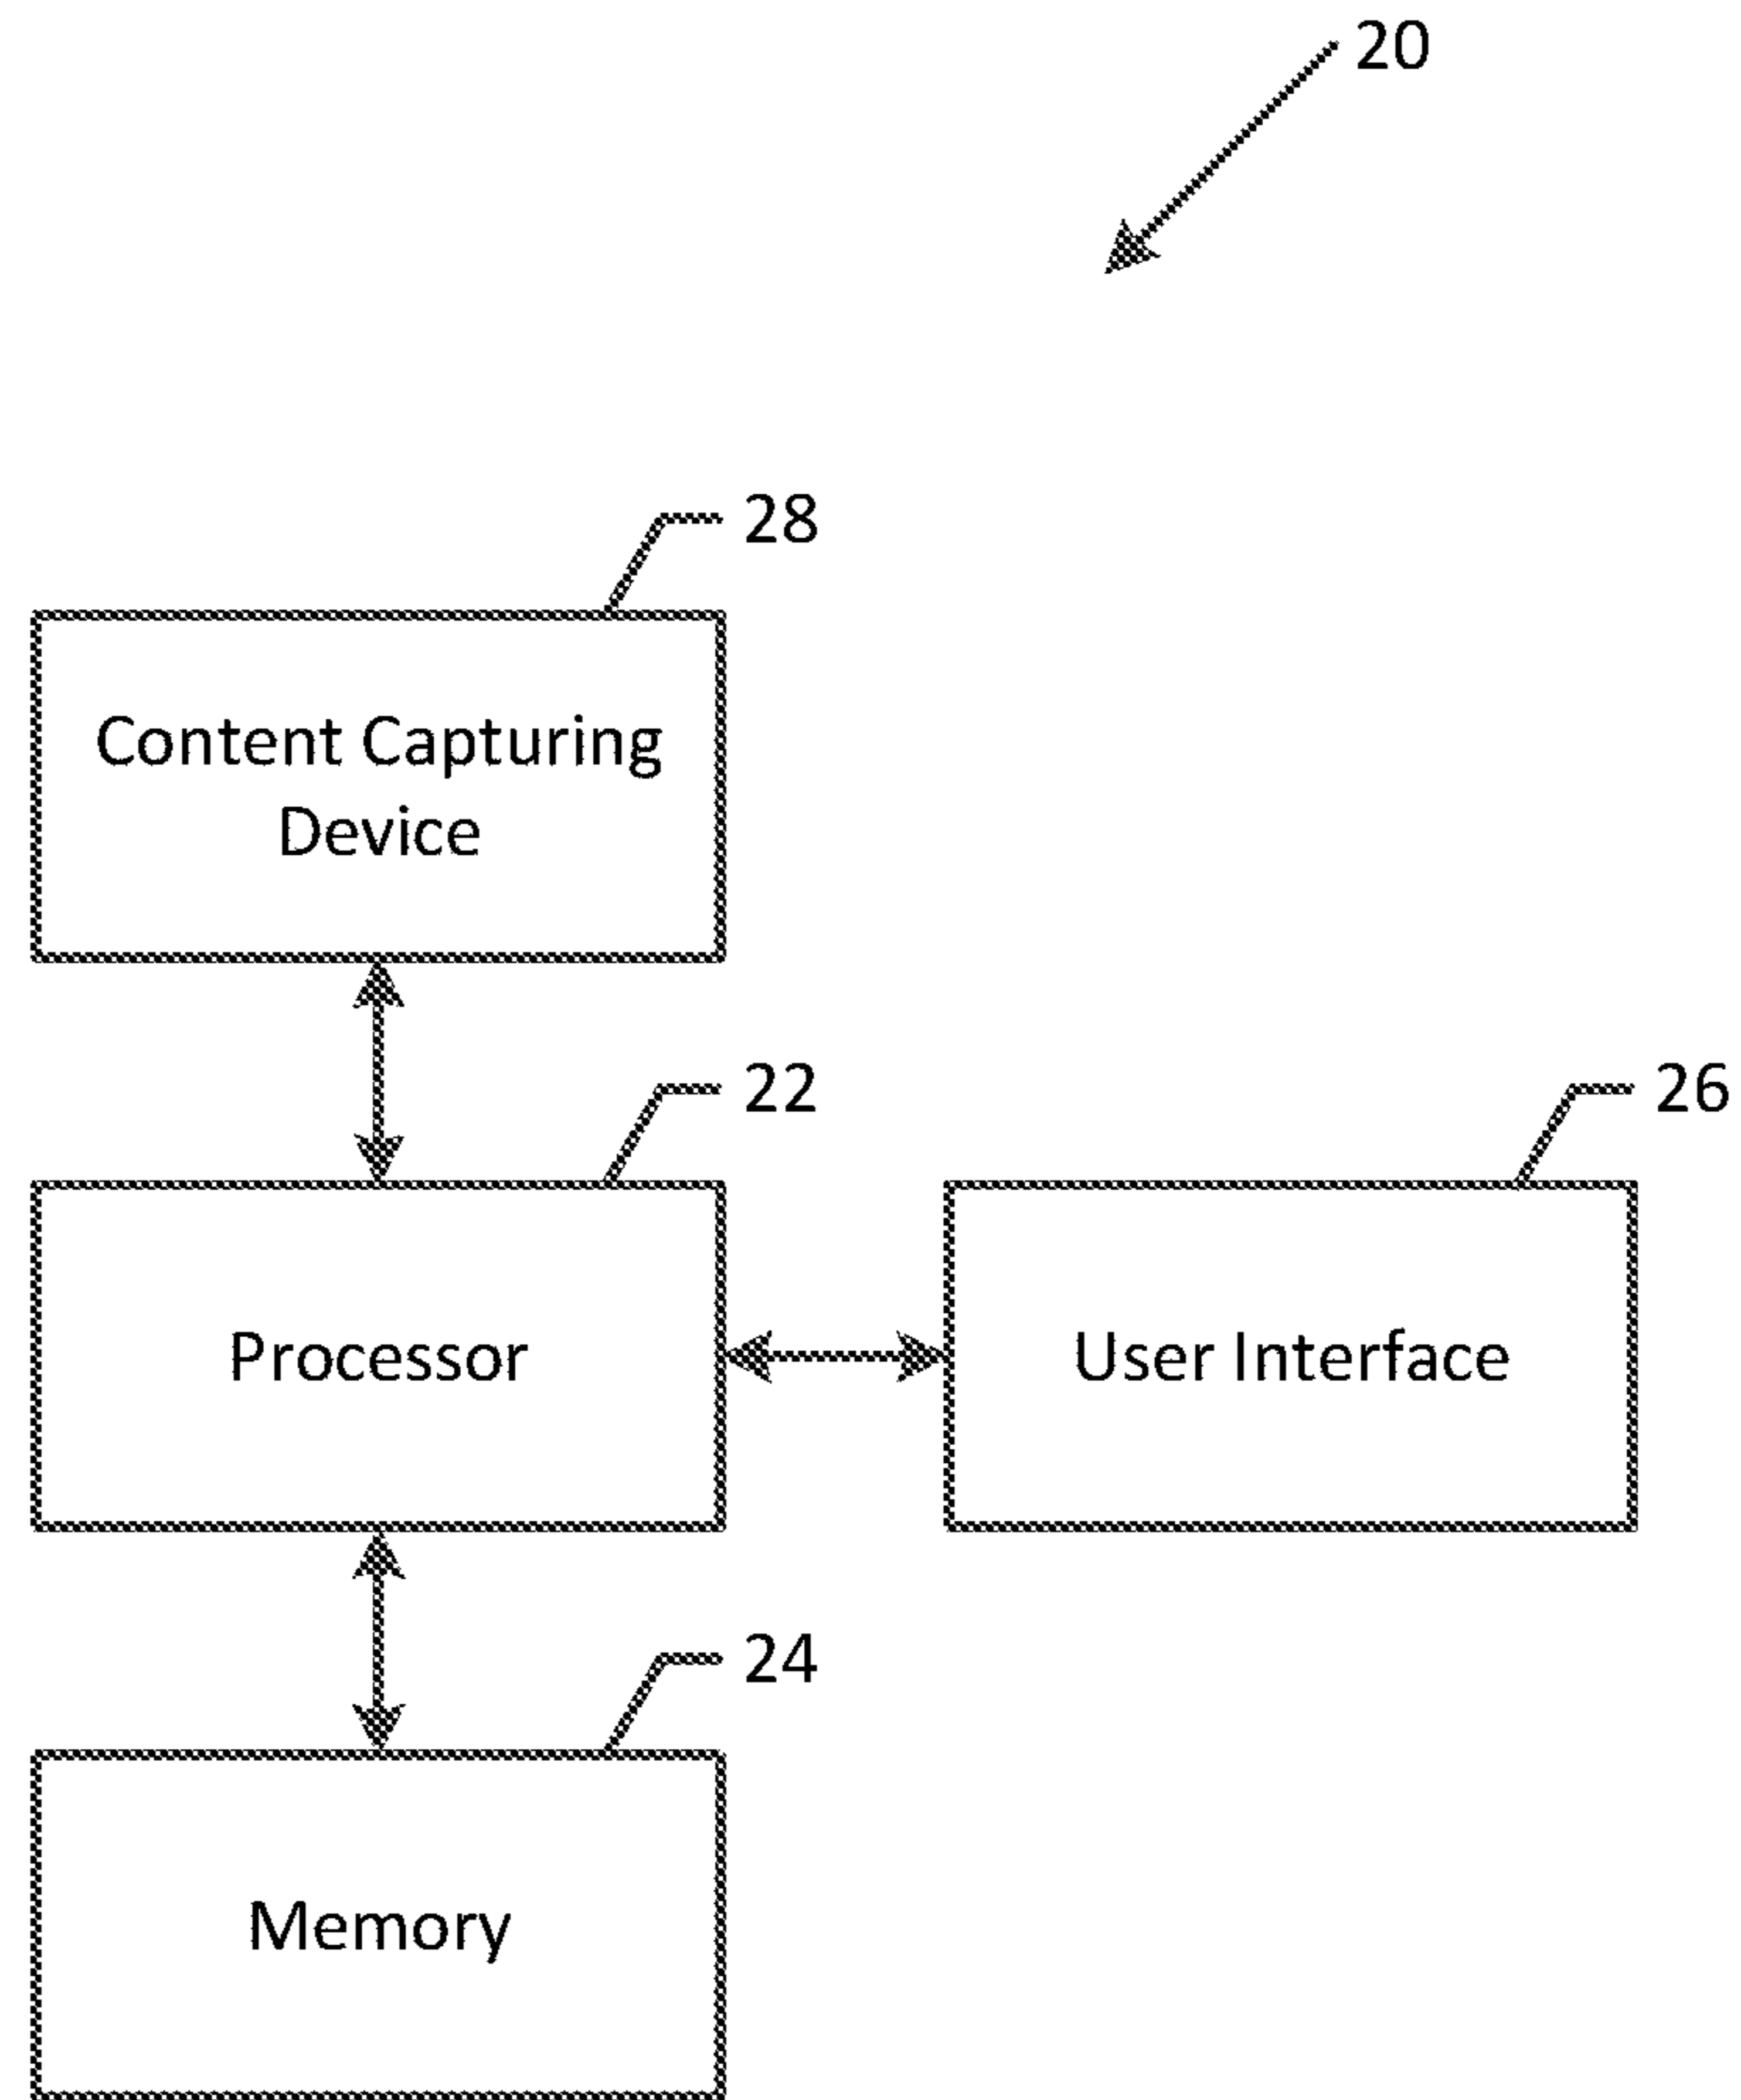 20
28
Content Capturing
Device
22
26
Processor
User Interface
24
Memory